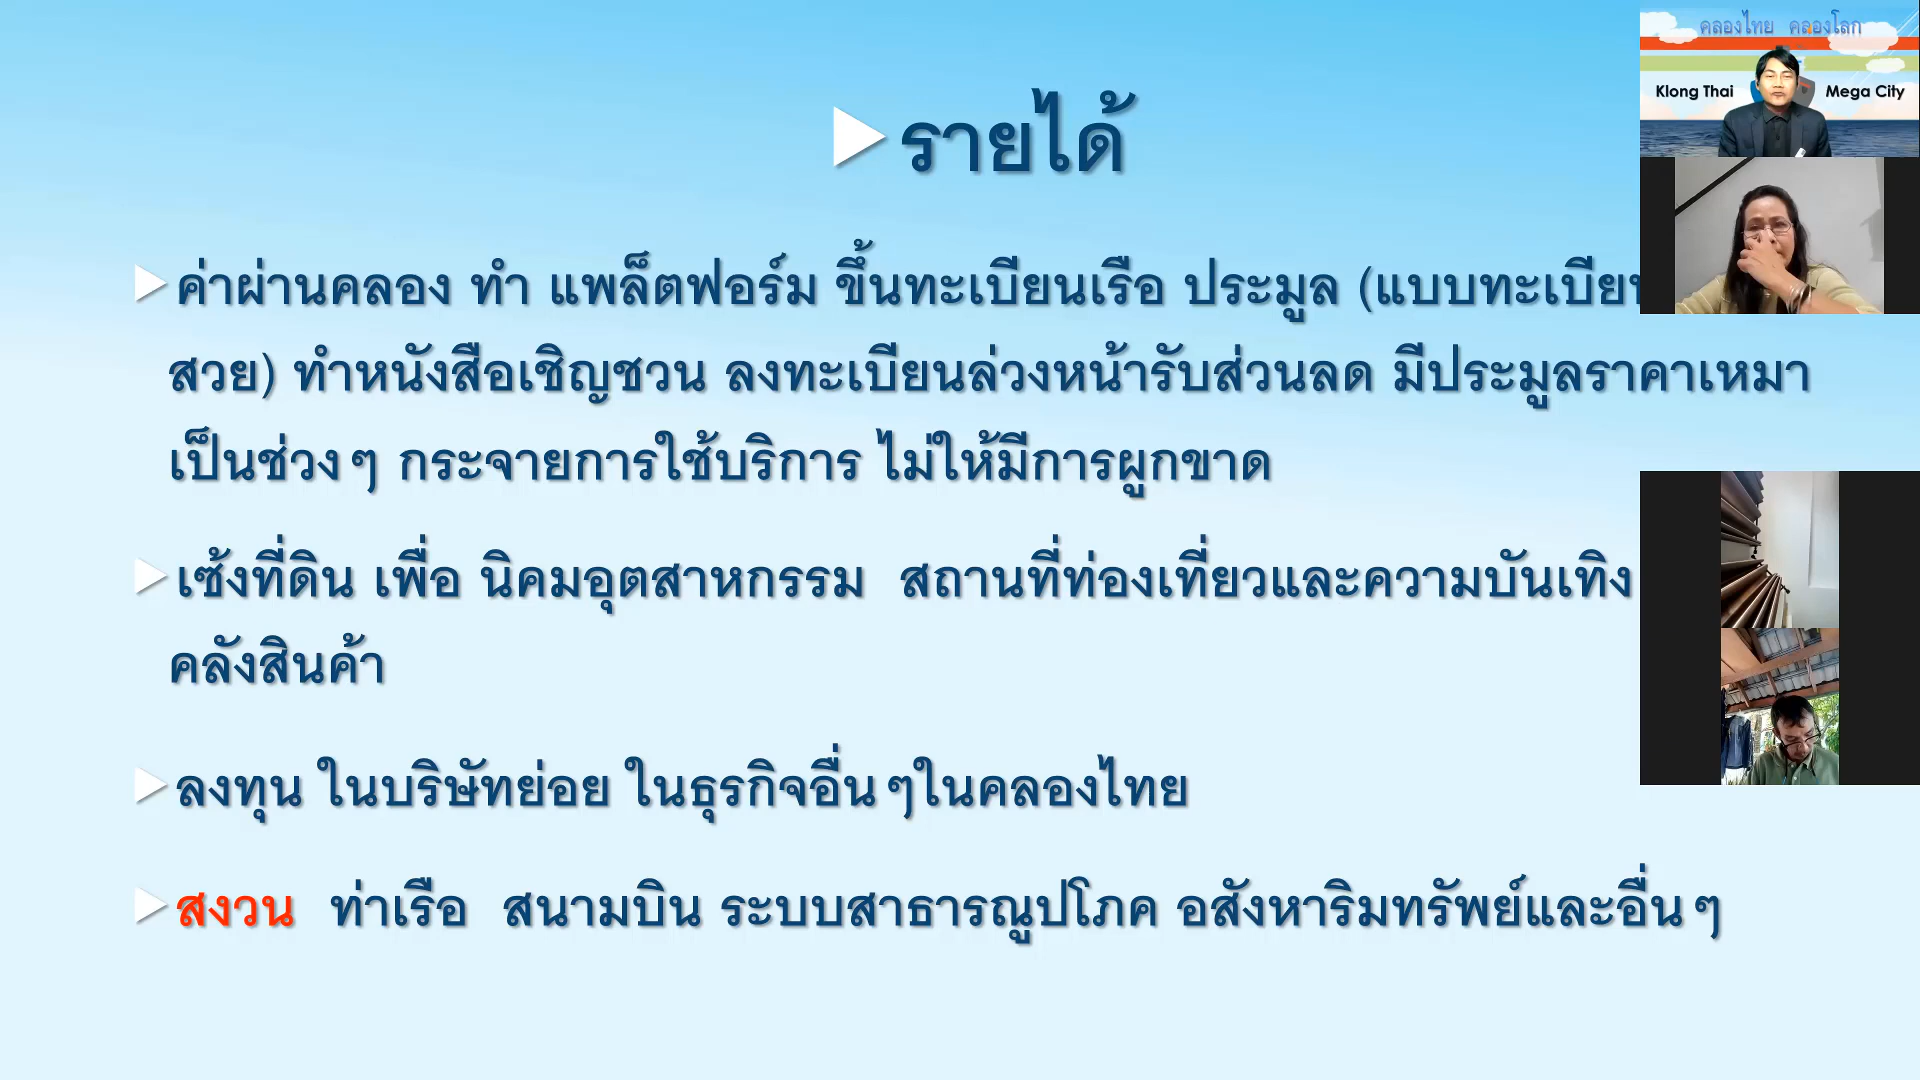 คลองไทย คลองโลก
Klong Thai Mega City
รายได้
ค่าผ่านคลอง ทำ แพล็ตฟอร์ม ขึ้นทะเบียนเรือ ประมูล (แบบทะเบียน
สวย) ทำหนังสือเชิญชวน ลงทะเบียนล่วงหน้ารับส่วนลด มีประมูลราคาเหมา
เป็นช่วงๆ กระจายการใช้บริการ ไม่ให้มีการผูกขาด
เซ้งที่ดิน เพื่อ นิคมอุตสาหกรรม สถานที่ท่องเที่ยวและความบันเทิง
คลังสินค้า
ลงทุน ในบริษัทย่อย ในธุรกิจอื่นๆในคลองไทย
สงวน ท่าเรือ สนามบิน ระบบสาธารณูปโภค อสังหาริมทรัพย์และอื่นๆ